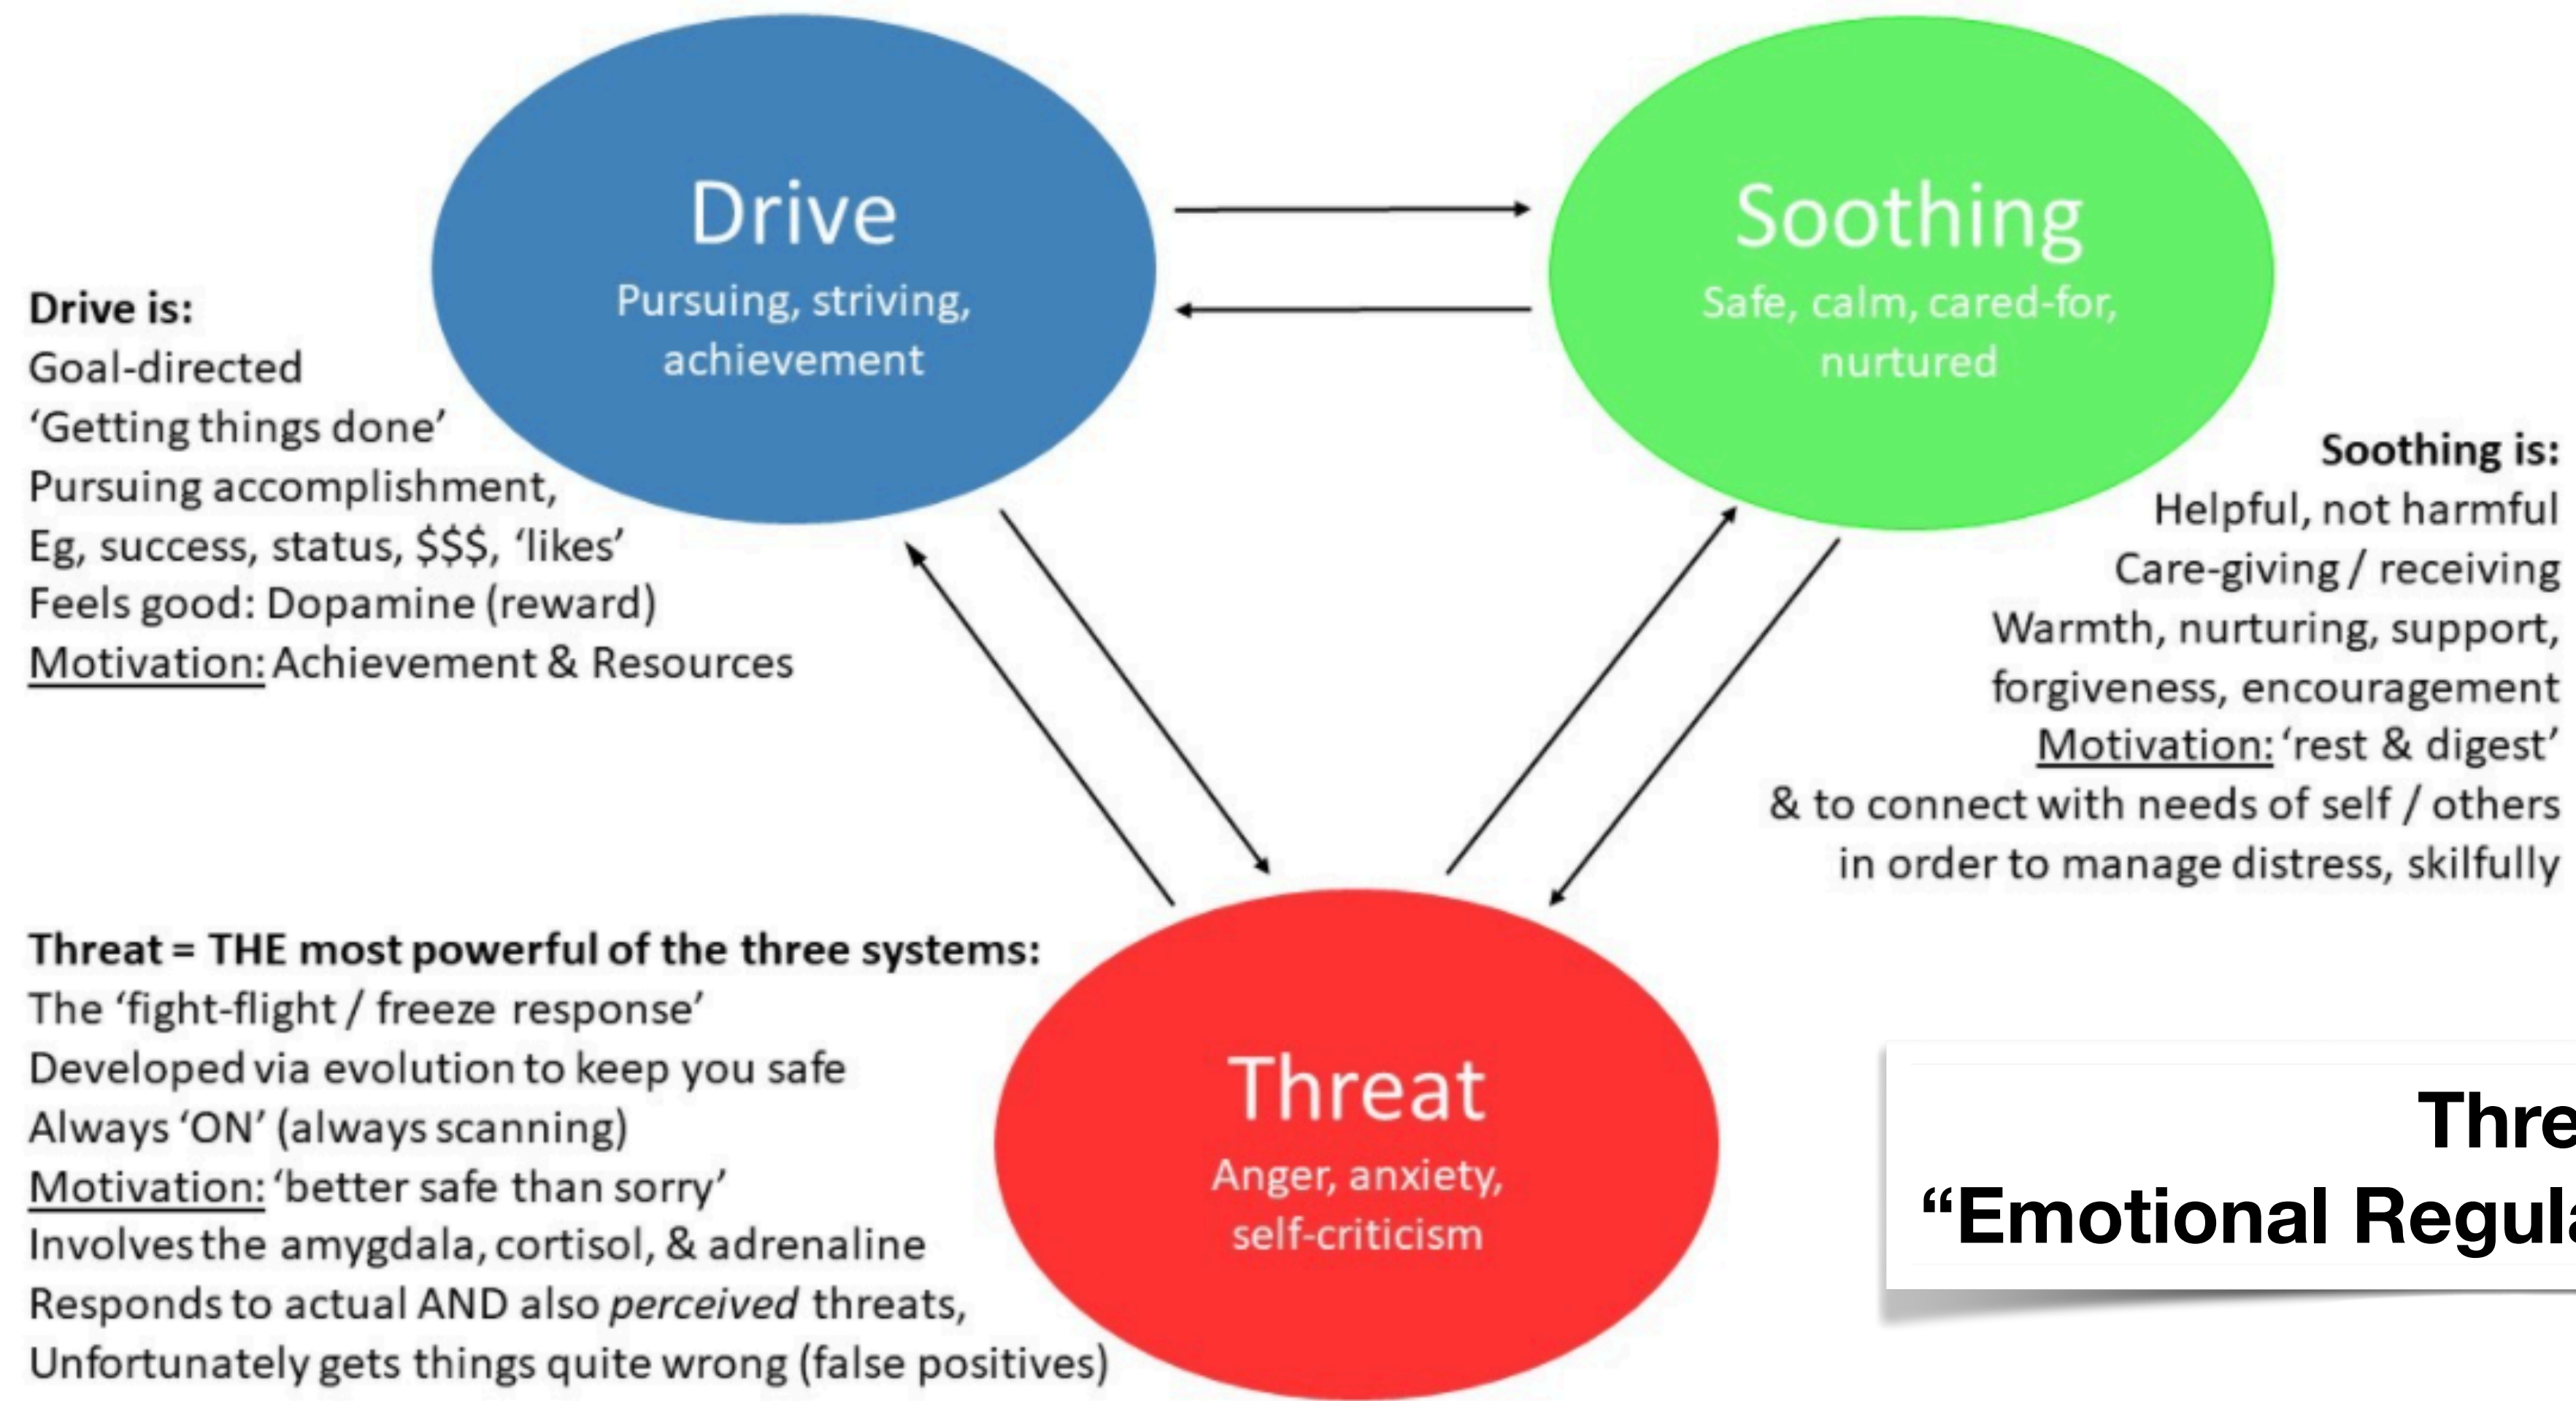 Drive
Pursuing, striving,
achievement
Soothing
Safe, calm, cared-for,
nurtured
Drive is:
Goal-directed
‘Getting things done’
Pursuing accomplishment,
Eg, success, status, $$$, ‘likes’
Feels good: Dopamine (reward)
Motivation: Achievement & Resources
Soothing is:
Helpful, not harmful
Care-giving / receiving
Warmth, nurturing, support,
forgiveness, encouragement
Motivation: ‘rest & digest’
& to connect with needs of self / others
in order to manage distress, skilfully
Threat = THE most powerful of the three systems:
The ‘fight-flight / freeze response’
Developed via evolution to keep you safe
Always ‘ON’ (always scanning)
Motivation: ‘better safe than sorry’
Involves the amygdala, cortisol, & adrenaline
Responds to actual AND also perceived threats,
Unfortunately gets things quite wrong (false positives)
Threat
Anger, anxiety,
self-criticism
“Emotional